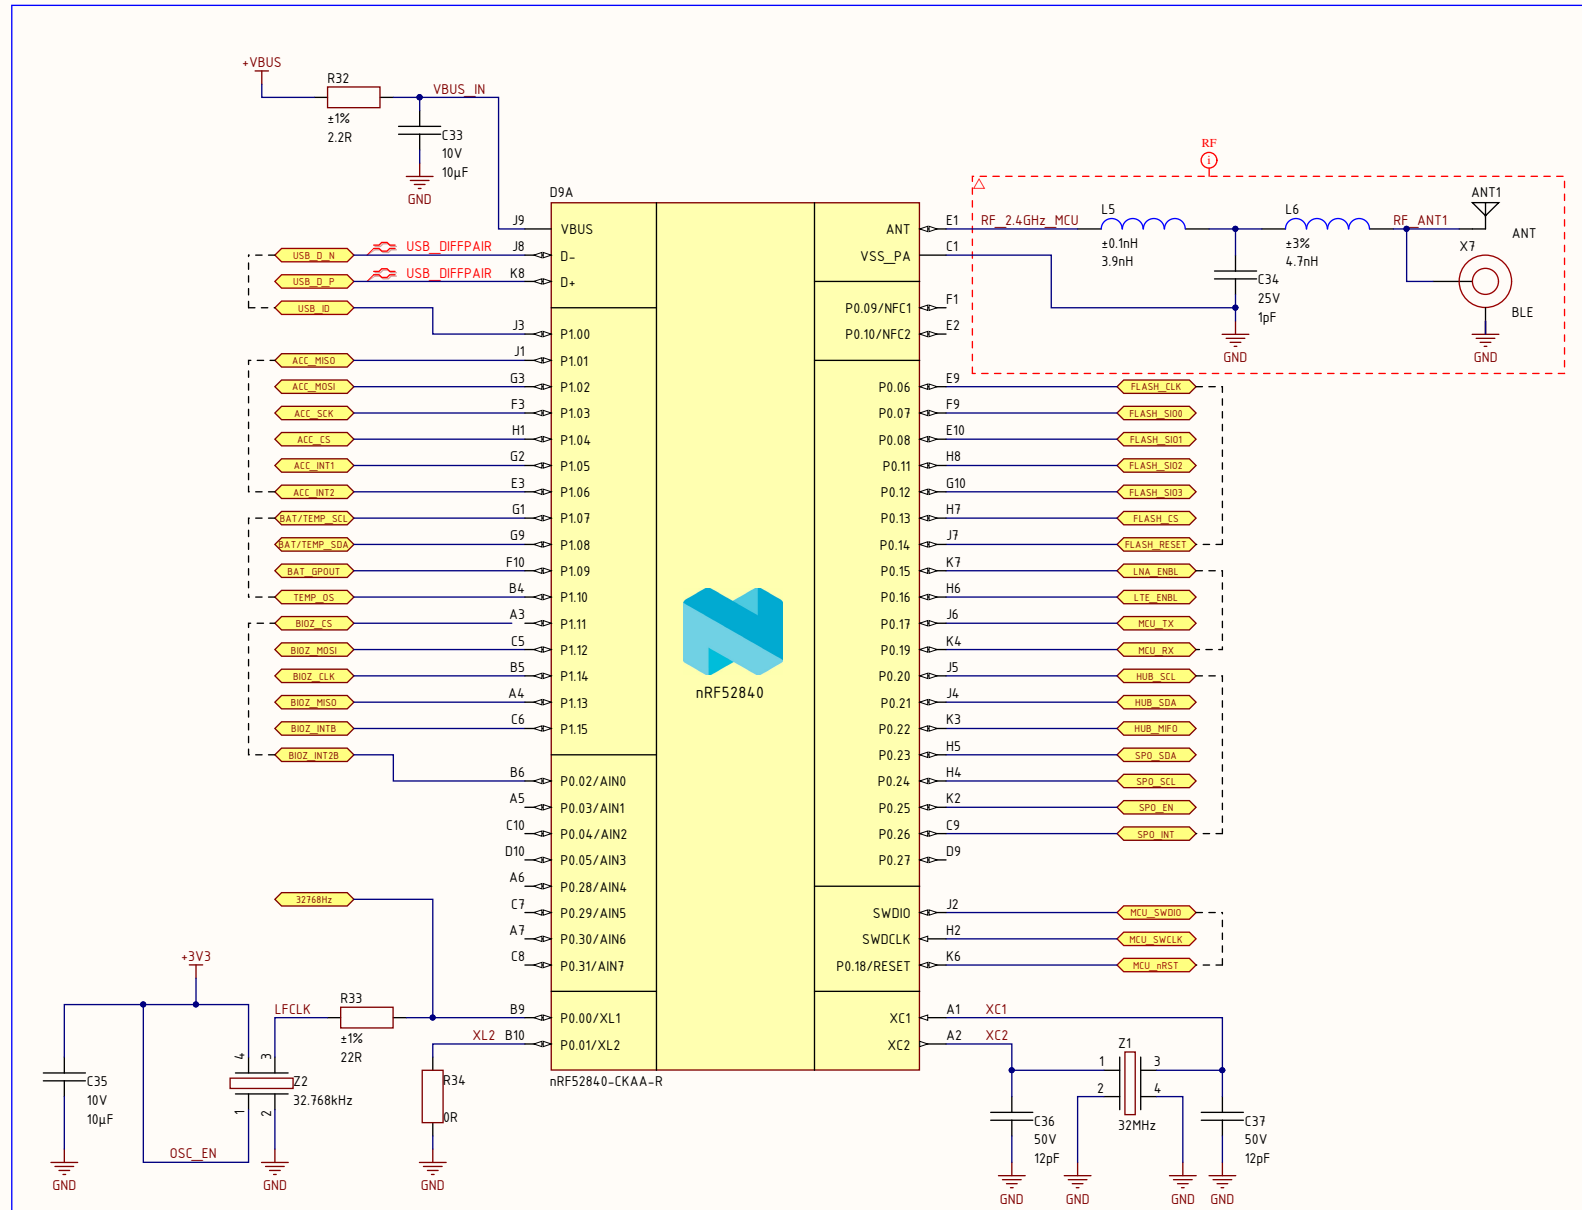 +VBUS
R32
±1%
2.2R
VBUS_IN
C33
10V
10µF
GND
D9A
J9
VBUS
USB_D_N
USB_DIFFPAIR
J8
D-
USB_D_P
USB_DIFFPAIR
K8
D+
USB_ID
J3
P1.00
ACC_MISO
J1
P1.01
ACC_MOSI
G3
P1.02
ACC_SCK
F3
P1.03
ACC_CS
H1
P1.04
ACC_INT1
G2
P1.05
ACC_INT2
E3
P1.06
BAT/TEMP_SCL
G1
P1.07
BAT/TEMP_SDA
G9
P1.08
BAT_GPOUT
F10
P1.09
TEMP_OS
B4
P1.10
BIOZ_CS
A3
P1.11
BIOZ_MOSI
C5
P1.12
BIOZ_CLK
B5
P1.14
BIOZ_MISO
A4
P1.13
BIOZ_INTB
C6
P1.15
BIOZ_INT2B
B6
P0.02/AIN0
A5
P0.03/AIN1
C10
P0.04/AIN2
D10
P0.05/AIN3
A6
P0.28/AIN4
C7
P0.29/AIN5
A7
P0.30/AIN6
C8
P0.31/AIN7
32768Hz
B9
P0.00/XL1
XL2
B10
P0.01/XL2
nRF52840
nRF52840-CKAA-R
+3V3
LFCLK
R33
±1%
22R
C35
10V
10µF
GND
4
3
Z2
32.768kHz
1
2
OSC_EN
GND
R34
0R
GND
RF
i
ANT
E1
RF_2.4GHz_MCU
L5
±0.1nH
3.9nH
L6
±3%
4.7nH
RF_ANT1
ANT1
ANT
X7
BLE
GND
VSS_PA
C1
C34
25V
1pF
GND
P0.09/NFC1
F1
P0.10/NFC2
E2
P0.06
E9
FLASH_CLK
P0.07
F9
FLASH_SIO0
P0.08
E10
FLASH_SIO1
P0.11
H8
FLASH_SIO2
P0.12
G10
FLASH_SIO3
P0.13
H7
FLASH_CS
P0.14
J7
FLASH_RESET
P0.15
K7
LNA_ENBL
P0.16
H6
LTE_ENBL
P0.17
J6
MCU_TX
P0.19
K4
MCU_RX
P0.20
J5
HUB_SCL
P0.21
J4
HUB_SDA
P0.22
K3
HUB_MIFO
P0.23
H5
SPO_SDA
P0.24
H4
SPO_SCL
P0.25
K2
SPO_EN
P0.26
C9
SPO_INT
P0.27
D9
SWDIO
J2
MCU_SWDIO
SWDCLK
H2
MCU_SWCLK
P0.18/RESET
K6
MCU_nRST
XC1
A1
XC1
XC2
A2
XC2
Z1
1
3
2
4
32MHz
C36
50V
12pF
C37
50V
12pF
GND
GND
GND
GND